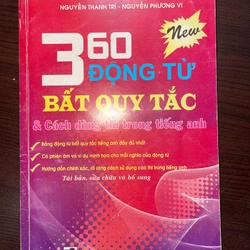 NGUYỄN THANH TRÍ - NGUYỄN PHƯƠNG VI
New
360
ĐỘNG TỪ
BẤT QUY TẮC
& Cách dùng thì trong tiếng anh
Bảng động từ bất quy tắc tiếng anh đầy đủ nhất
Có phiên âm và ví dụ minh họa cho mỗi nghĩa của động từ
Hướng dẫn chính xác, rõ ràng cách sử dụng các thì trong tiếng anh
Tái bản, sửa chữa và bổ sung